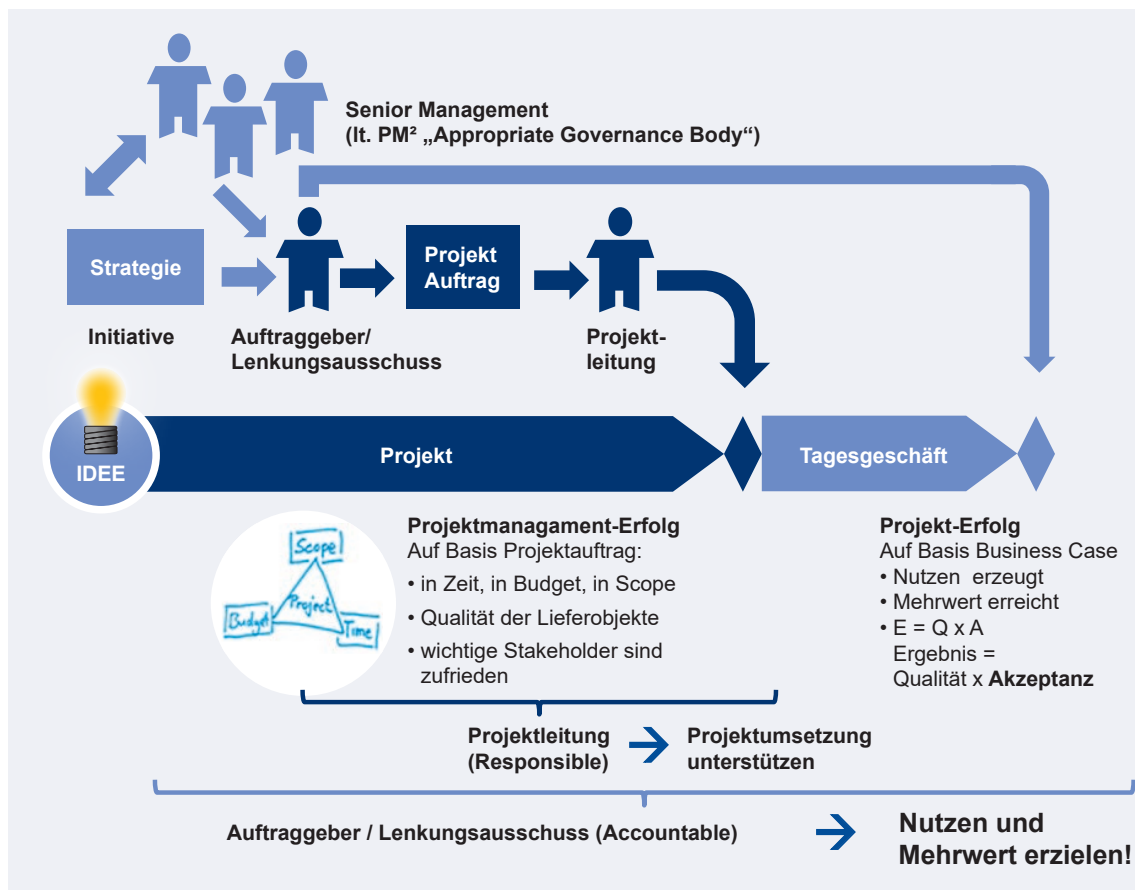 Senior Management
(lt. PM² „Appropriate Governance Body“)
Strategie
Projekt
Auftrag
Initiative
Auftraggeber/
Lenkungsausschuss
Projekt-
leitung
IDEE
Projekt
Tagesgeschäft
Scope
Project
Budget
Time
Projektmanagament-Erfolg
Auf Basis Projektauftrag:
• in Zeit, in Budget, in Scope
• Qualität der Lieferobjekte
• wichtige Stakeholder sind
zufrieden
Projekt-Erfolg
Auf Basis Business Case
• Nutzen erzeugt
• Mehrwert erreicht
• E = Q x A
Ergebnis =
Qualität x Akzeptanz
Projektleitung
(Responsible)
Projektumsetzung
unterstützen
Auftraggeber / Lenkungsausschuss (Accountable)
Nutzen und
Mehrwert erzielen!